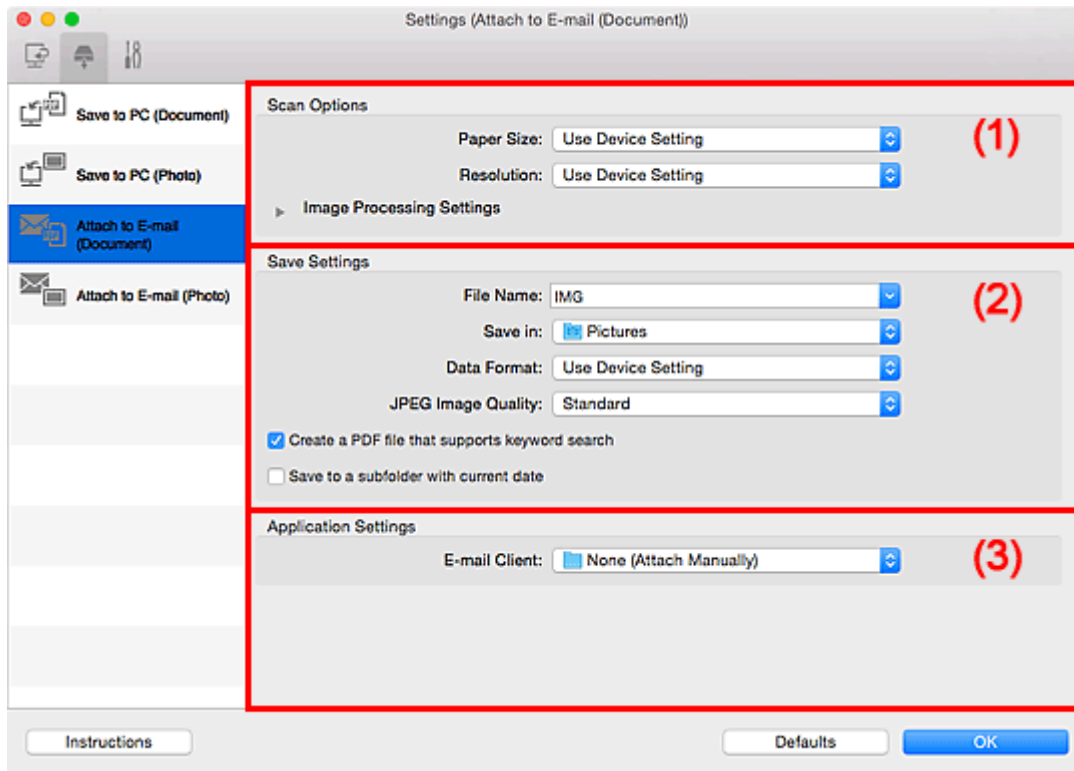 Settings (Attach to E-mail (Document))
Save to PC (Document)
Save to PC (Photo)
Attach to E-mail
(Document)
Attach to E-mail (Photo)
Scan Options
(1)
Paper Size: Use Device Setting
Resolution: Use Device Setting
Image Processing Settings
Save Settings
(2)
File Name: IMG
Save in: Pictures
Data Format: Use Device Setting
JPEG Image Quality: Standard
Create a PDF file that supports keyword search
Save to a subfolder with current date
Application Settings
(3)
E-mail Client: None (Attach Manually)
Instructions
Defaults
OK